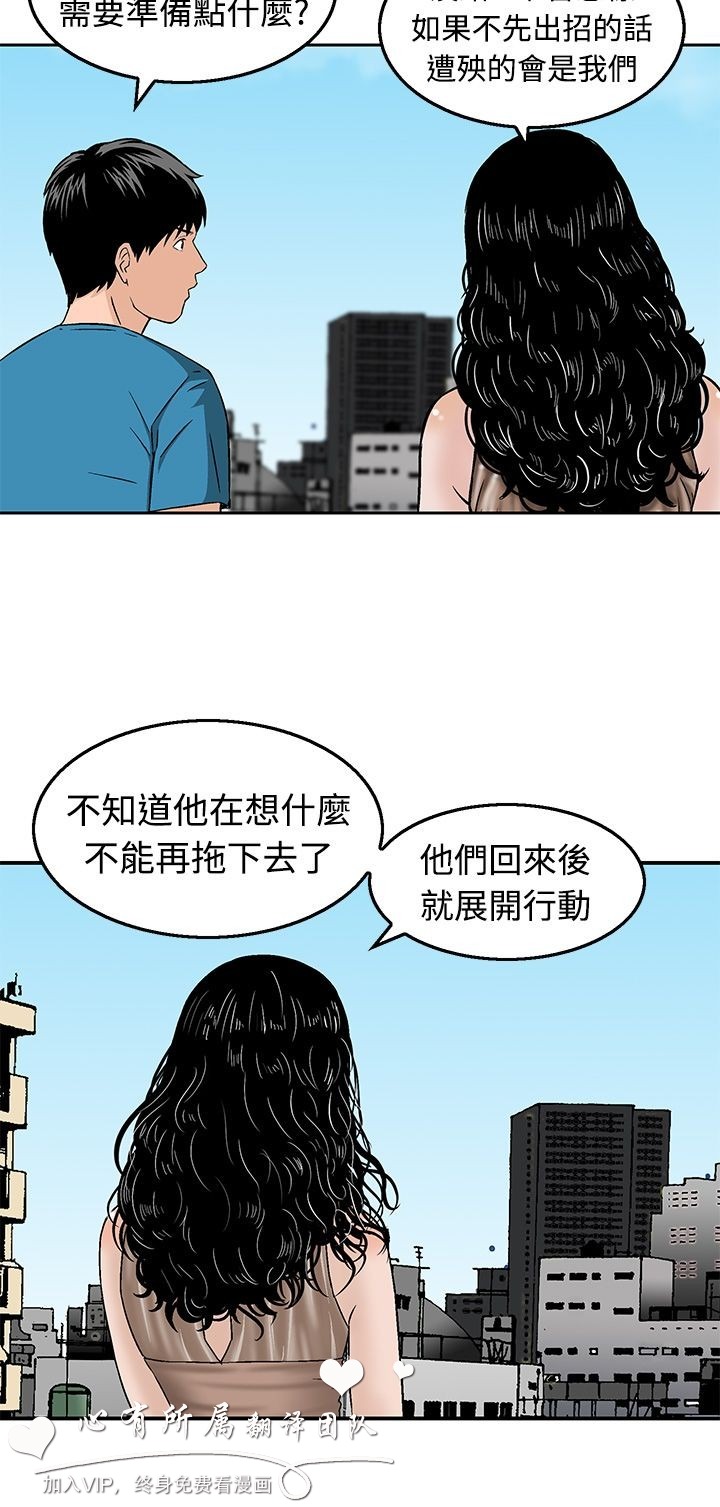 需要準備點什麼?
如果不先出招的話
遭殃的會是我們
不知道他在想什麼
不能再拖下去了
他們回來後
就展開行動
心有所属翻译团队
加入VIP，终身免费看漫画